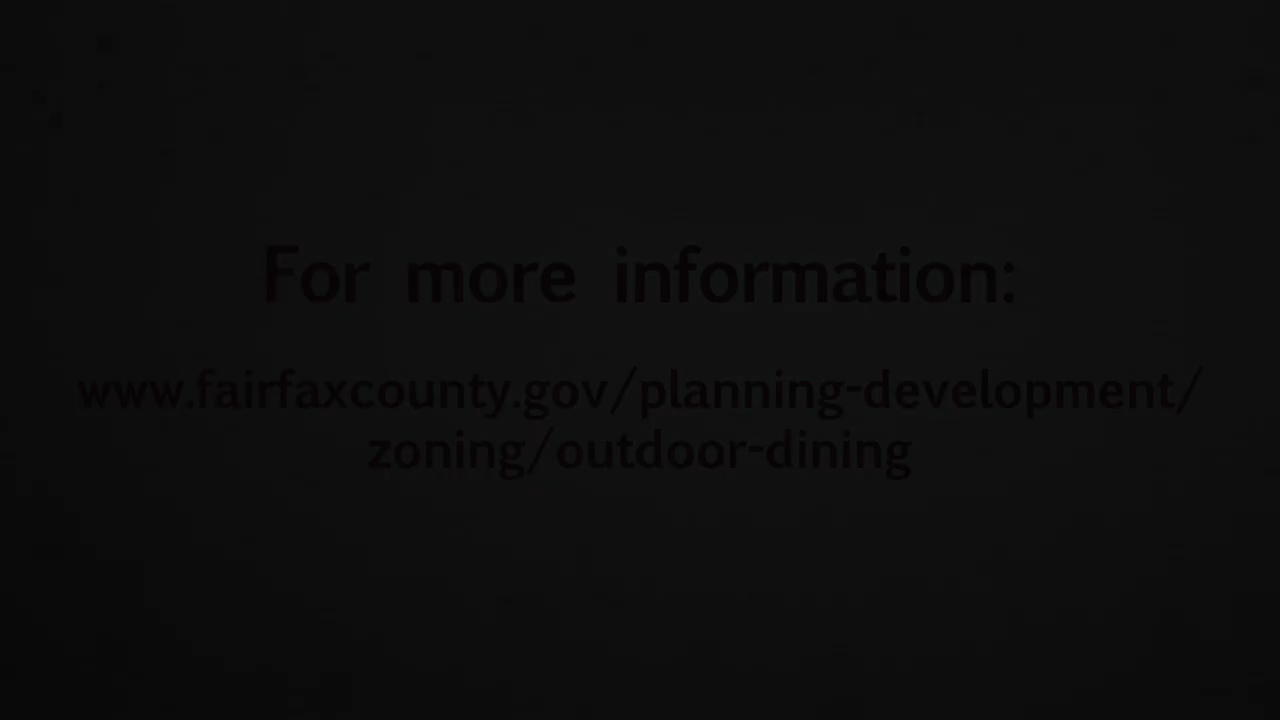 For more information:
www.fairfaxcounty.gov/planning-development/
zoning/outdoor-dining